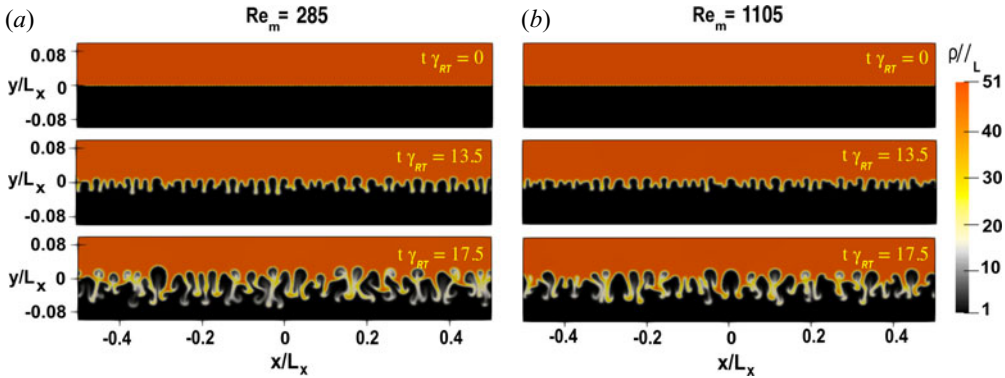 (a) Re_m = 285
(b) Re_m = 1105
0.08
y/L_x 0
-0.08
t γ_RT = 0
t γ_RT = 0
ρ//_L
51
40
30
20
10
1
0.08
y/L_x 0
-0.08
t γ_RT = 13.5
t γ_RT = 13.5
0.08
y/L_x 0
-0.08
t γ_RT = 17.5
t γ_RT = 17.5
-0.4 -0.2 0 0.2 0.4
-0.4 -0.2 0 0.2 0.4
x/L_x
x/L_x